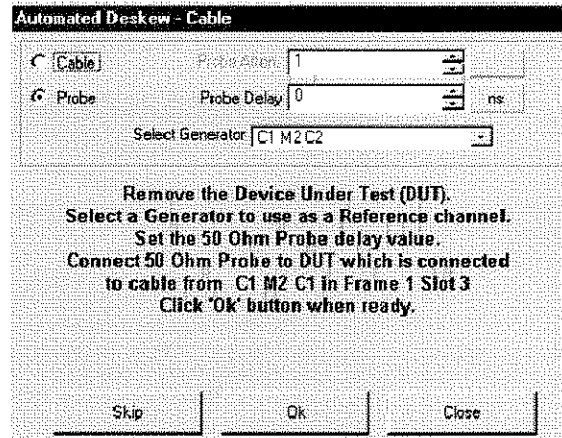 Automated Deskew - Cable
Cable Probe Atten 1
Probe Probe Delay 0 ns
Select Generator C1 M2 C2
Remove the Device Under Test (DUT).
Select a Generator to use as a Reference channel.
Set the 50 Ohm Probe delay value.
Connect 50 Ohm Probe to DUT which is connected
to cable from C1 M2 C1 in Frame 1 Slot 3
Click 'Ok' button when ready.
Skip Ok Close